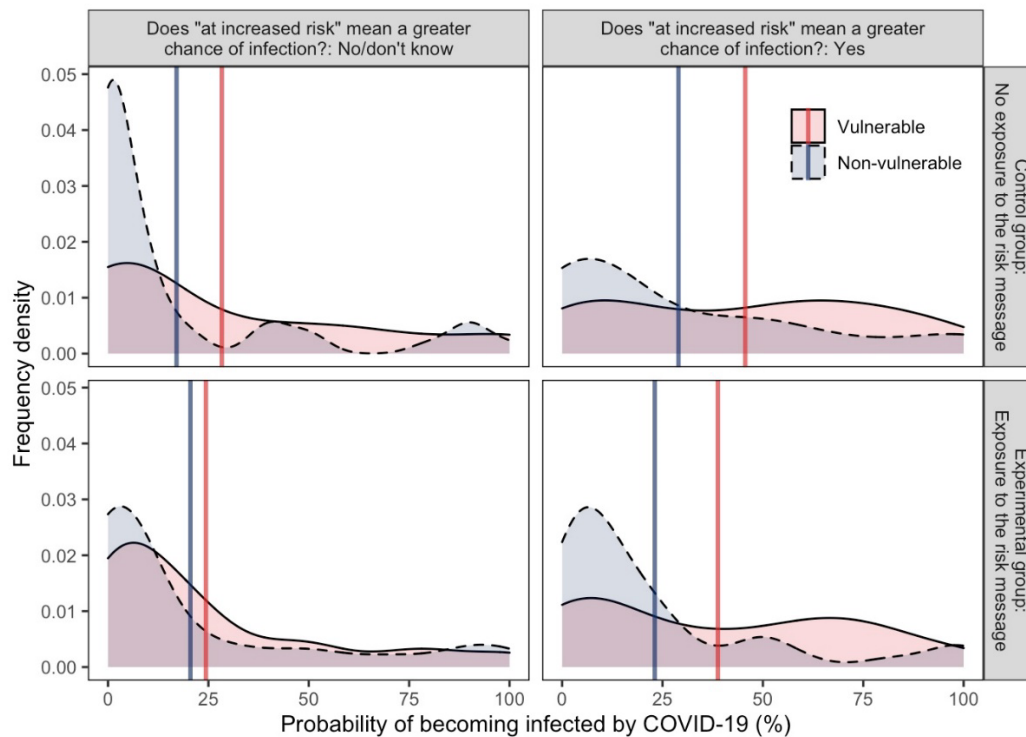 Does "at increased risk" mean a greater
chance of infection?: No/don't know
Does "at increased risk" mean a greater
chance of infection?: Yes
0.05
0.04
0.03
0.02
0.01
0.00
Vulnerable
Non-vulnerable
Control group:
No exposure to the risk message
Frequency density
0.05
0.04
0.03
0.02
0.01
0.00
Experimental group:
Exposure to the risk message
0 25 50 75 100
0 25 50 75 100
Probability of becoming infected by COVID-19 (%)